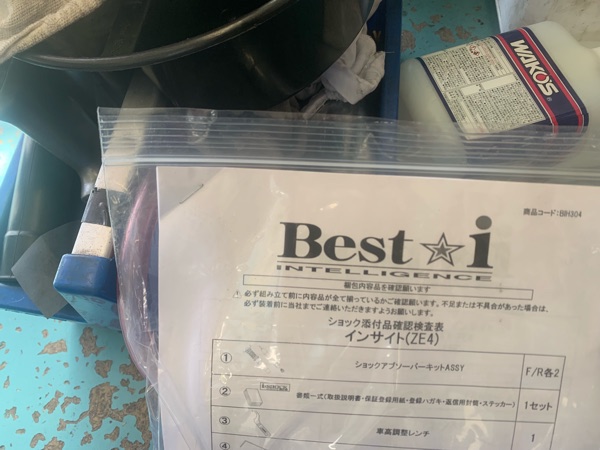 WAKO'S
商品コード:BIH304
Best☆i
INTELLIGENCE
梱包内容品を確認願います
必ず組み立て前に内容品が全て揃っているかご確認願います。不足または不具合があった場合は、
必ず装着前に当社までご連絡いただきますようお願いします。
ショック添付品確認検査表
インサイト(ZE4)
① ショックアブソーバーキットASSY F/R各2
② 書類一式(取扱説明書・保証登録用紙・登録ハガキ・返信用封筒・ステッカー) 1セット
③ 車高調整レンチ 1
④